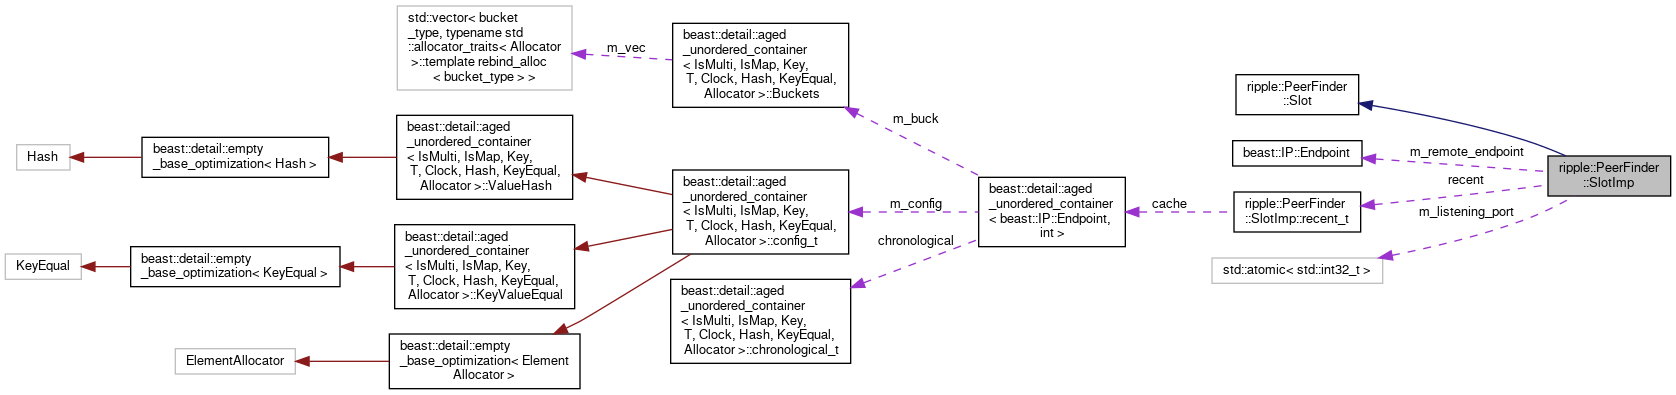 std::vector< bucket
_type, typename std
::allocator_traits< Allocator
>::template rebind_alloc
< bucket_type > >
m_vec
beast::detail::aged
_unordered_container
< IsMulti, IsMap, Key,
T, Clock, Hash, KeyEqual,
Allocator >::Buckets
Hash
beast::detail::empty
_base_optimization< Hash >
beast::detail::aged
_unordered_container
< IsMulti, IsMap, Key,
T, Clock, Hash, KeyEqual,
Allocator >::ValueHash
KeyEqual
beast::detail::empty
_base_optimization< KeyEqual >
beast::detail::aged
_unordered_container
< IsMulti, IsMap, Key,
T, Clock, Hash, KeyEqual,
Allocator >::KeyValueEqual
ElementAllocator
beast::detail::empty
_base_optimization< Element
Allocator >
beast::detail::aged
_unordered_container
< IsMulti, IsMap, Key,
T, Clock, Hash, KeyEqual,
Allocator >::config_t
beast::detail::aged
_unordered_container
< IsMulti, IsMap, Key,
T, Clock, Hash, KeyEqual,
Allocator >::chronological_t
m_buck
m_config
chronological
beast::detail::aged
_unordered_container
< beast::IP::Endpoint,
int >
cache
ripple::PeerFinder
::Slot
beast::IP::Endpoint
ripple::PeerFinder
::SlotImp::recent_t
std::atomic< std::int32_t >
m_remote_endpoint
recent
m_listening_port
ripple::PeerFinder
::SlotImp